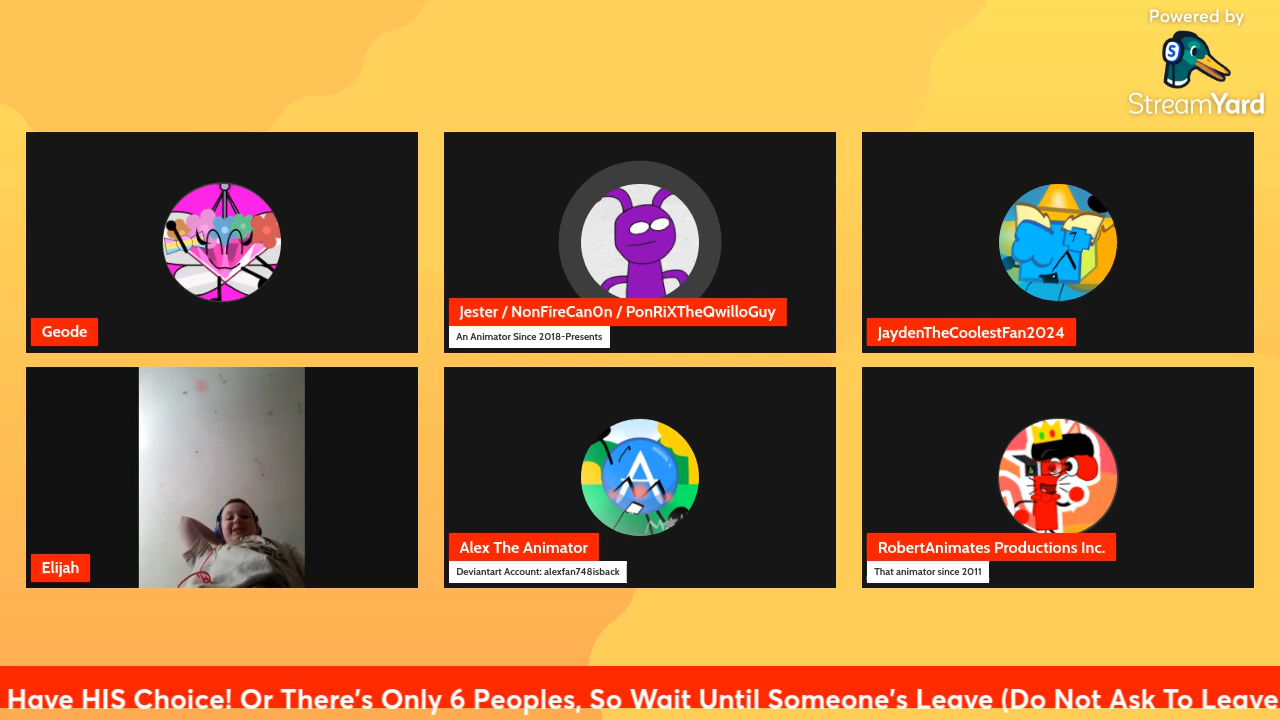 Powered by
S
StreamYard
Geode
Jester / NonFireCan0n / PonRiXTheQwilloGuy
An Animator Since 2018-Presents
JaydenTheCoolestFan2024
Elijah
A
Alex The Animator
Deviantart Account: alexfan748isback
RobertAnimates Productions Inc.
That animator since 2011
Have HIS Choice! Or There's Only 6 Peoples, So Wait Until Someone's Leave (Do Not Ask To Leave